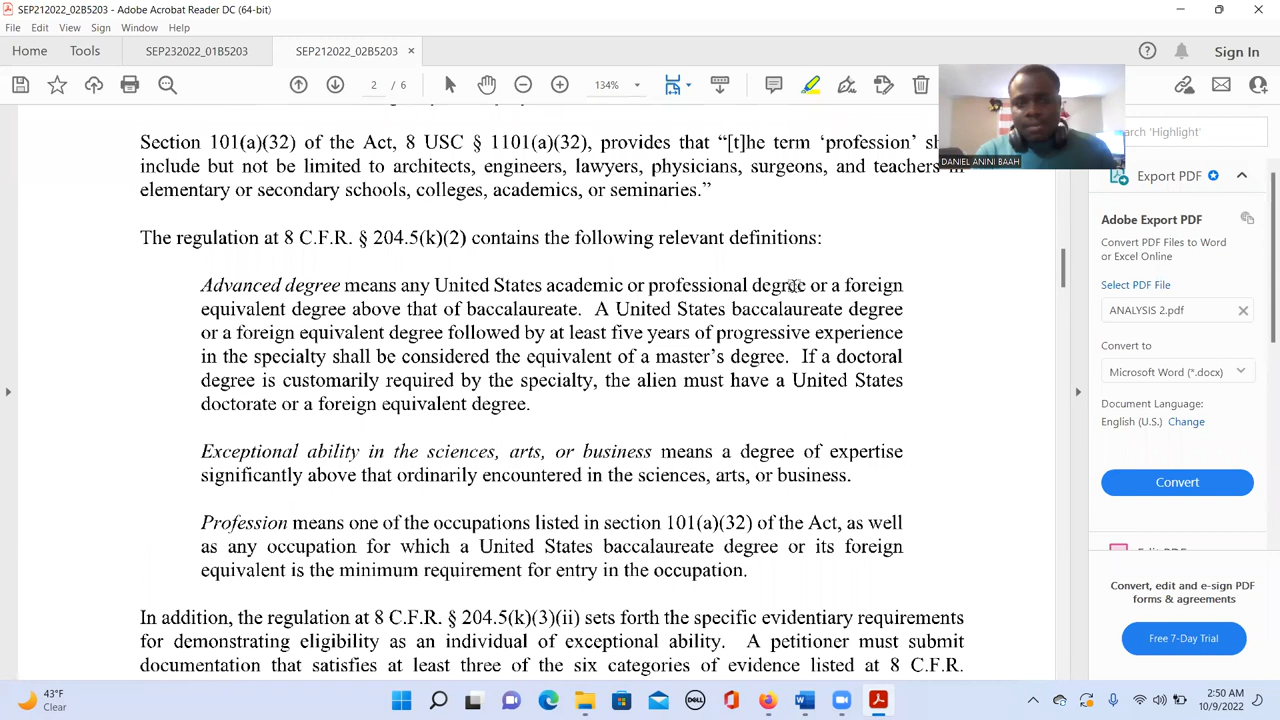 SEP212022_02B5203 - Adobe Acrobat Reader DC (64-bit)
File Edit View Sign Window Help
Home Tools SEP232022_01B5203 SEP212022_02B5203 × Sign In
2 / 6 134%
DANIEL ANINI BAAH
Section 101(a)(32) of the Act, 8 USC § 1101(a)(32), provides that “[t]he term ‘profession’
include but not be limited to architects, engineers, lawyers, physicians, surgeons, and teachers in
elementary or secondary schools, colleges, academics, or seminaries.”
The regulation at 8 C.F.R. § 204.5(k)(2) contains the following relevant definitions:
Advanced degree means any United States academic or professional degree or a foreign
equivalent degree above that of baccalaureate. A United States baccalaureate degree
or a foreign equivalent degree followed by at least five years of progressive experience
in the specialty shall be considered the equivalent of a master’s degree. If a doctoral
degree is customarily required by the specialty, the alien must have a United States
doctorate or a foreign equivalent degree.
Exceptional ability in the sciences, arts, or business means a degree of expertise
significantly above that ordinarily encountered in the sciences, arts, or business.
Profession means one of the occupations listed in section 101(a)(32) of the Act, as well
as any occupation for which a United States baccalaureate degree or its foreign
equivalent is the minimum requirement for entry in the occupation.
In addition, the regulation at 8 C.F.R. § 204.5(k)(3)(ii) sets forth the specific evidentiary requirements
for demonstrating eligibility as an individual of exceptional ability. A petitioner must submit
documentation that satisfies at least three of the six categories of evidence listed at 8 C.F.R.
'Highlight'
Export PDF
Adobe Export PDF
Convert PDF Files to Word
or Excel Online
Select PDF File
ANALYSIS 2.pdf
Convert to
Microsoft Word (*.docx)
Document Language:
English (U.S.) Change
Convert
Convert, edit and e-sign PDF
forms & agreements
Free 7-Day Trial
43°F
Clear
DELL
2:50 AM
10/9/2022